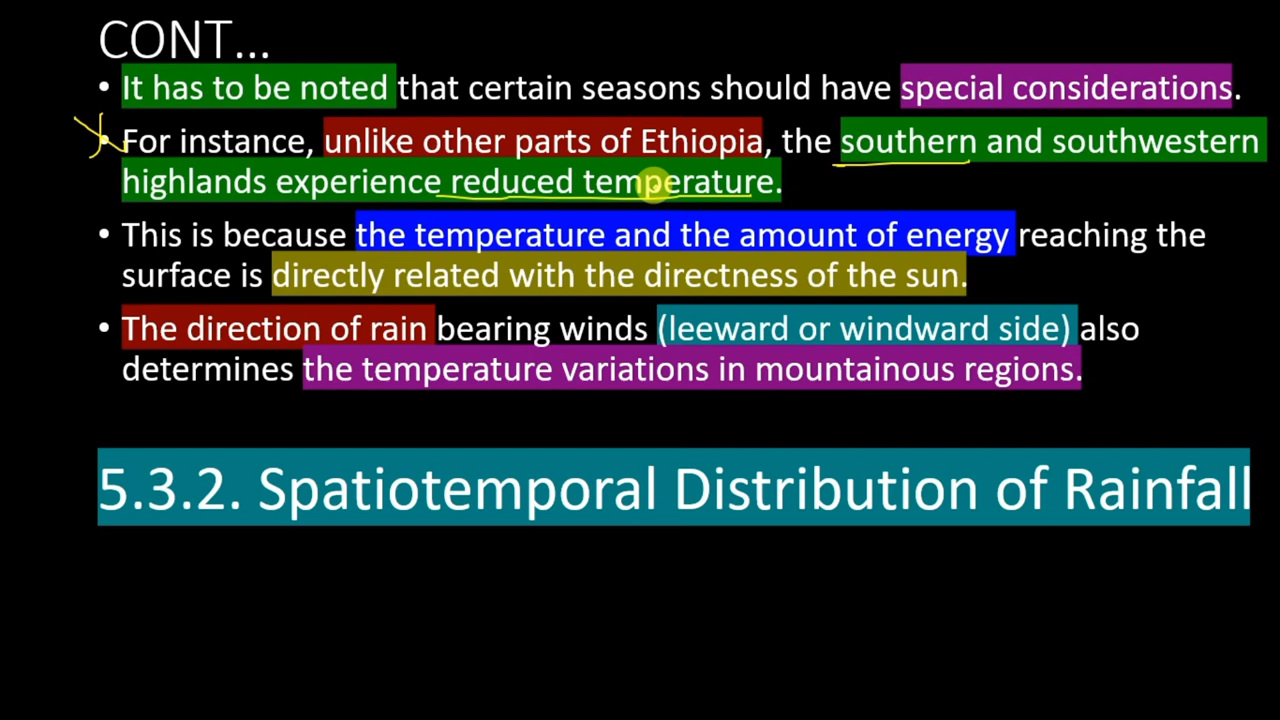 CONT...
• It has to be noted that certain seasons should have special considerations.
• For instance, unlike other parts of Ethiopia, the southern and southwestern
highlands experience reduced temperature.
• This is because the temperature and the amount of energy reaching the
surface is directly related with the directness of the sun.
• The direction of rain bearing winds (leeward or windward side) also
determines the temperature variations in mountainous regions.
5.3.2. Spatiotemporal Distribution of Rainfall